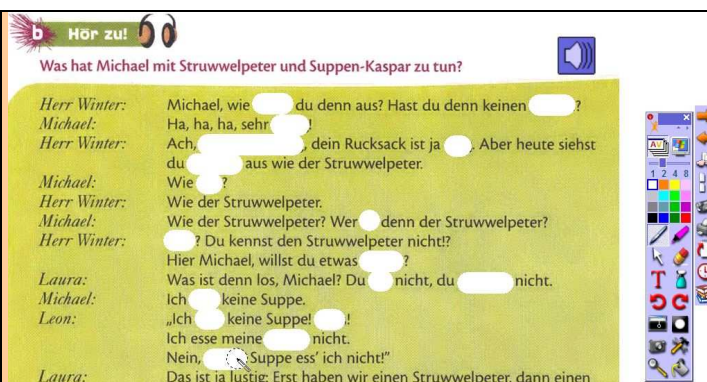 b Hör zu!
Was hat Michael mit Struwwelpeter und Suppen-Kaspar zu tun?
Herr Winter: Michael, wie du denn aus? Hast du denn keinen ?
Michael: Ha, ha, ha, sehr !
Herr Winter: Ach, , dein Rucksack ist ja . Aber heute siehst
du aus wie der Struwwelpeter.
Michael: Wie ?
Herr Winter: Wie der Struwwelpeter.
Michael: Wie der Struwwelpeter? Wer denn der Struwwelpeter?
Herr Winter: ? Du kennst den Struwwelpeter nicht!?
Hier Michael, willst du etwas ?
Laura: Was ist denn los, Michael? Du nicht, du nicht.
Michael: Ich keine Suppe.
Leon: „Ich keine Suppe! !
Ich esse meine nicht.
Nein, Suppe ess' ich nicht!"
Laura: Das ist ja lustig: Erst haben wir einen Struwwelpeter, dann einen
1 2 4 8
T